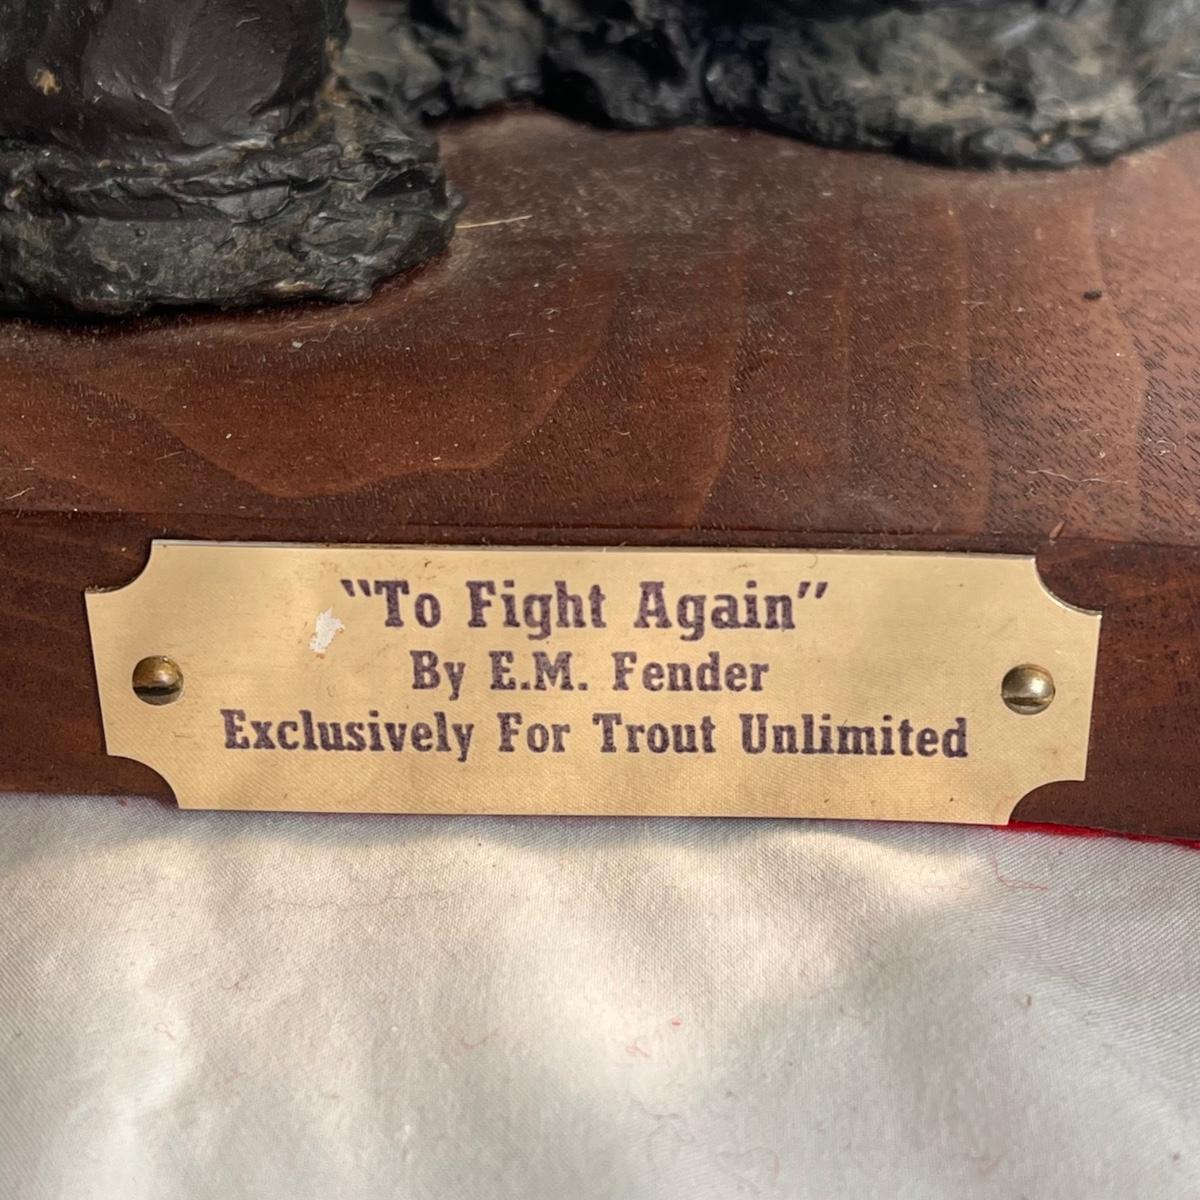 "To Fight Again"
By E.M. Fender
Exclusively For Trout Unlimited